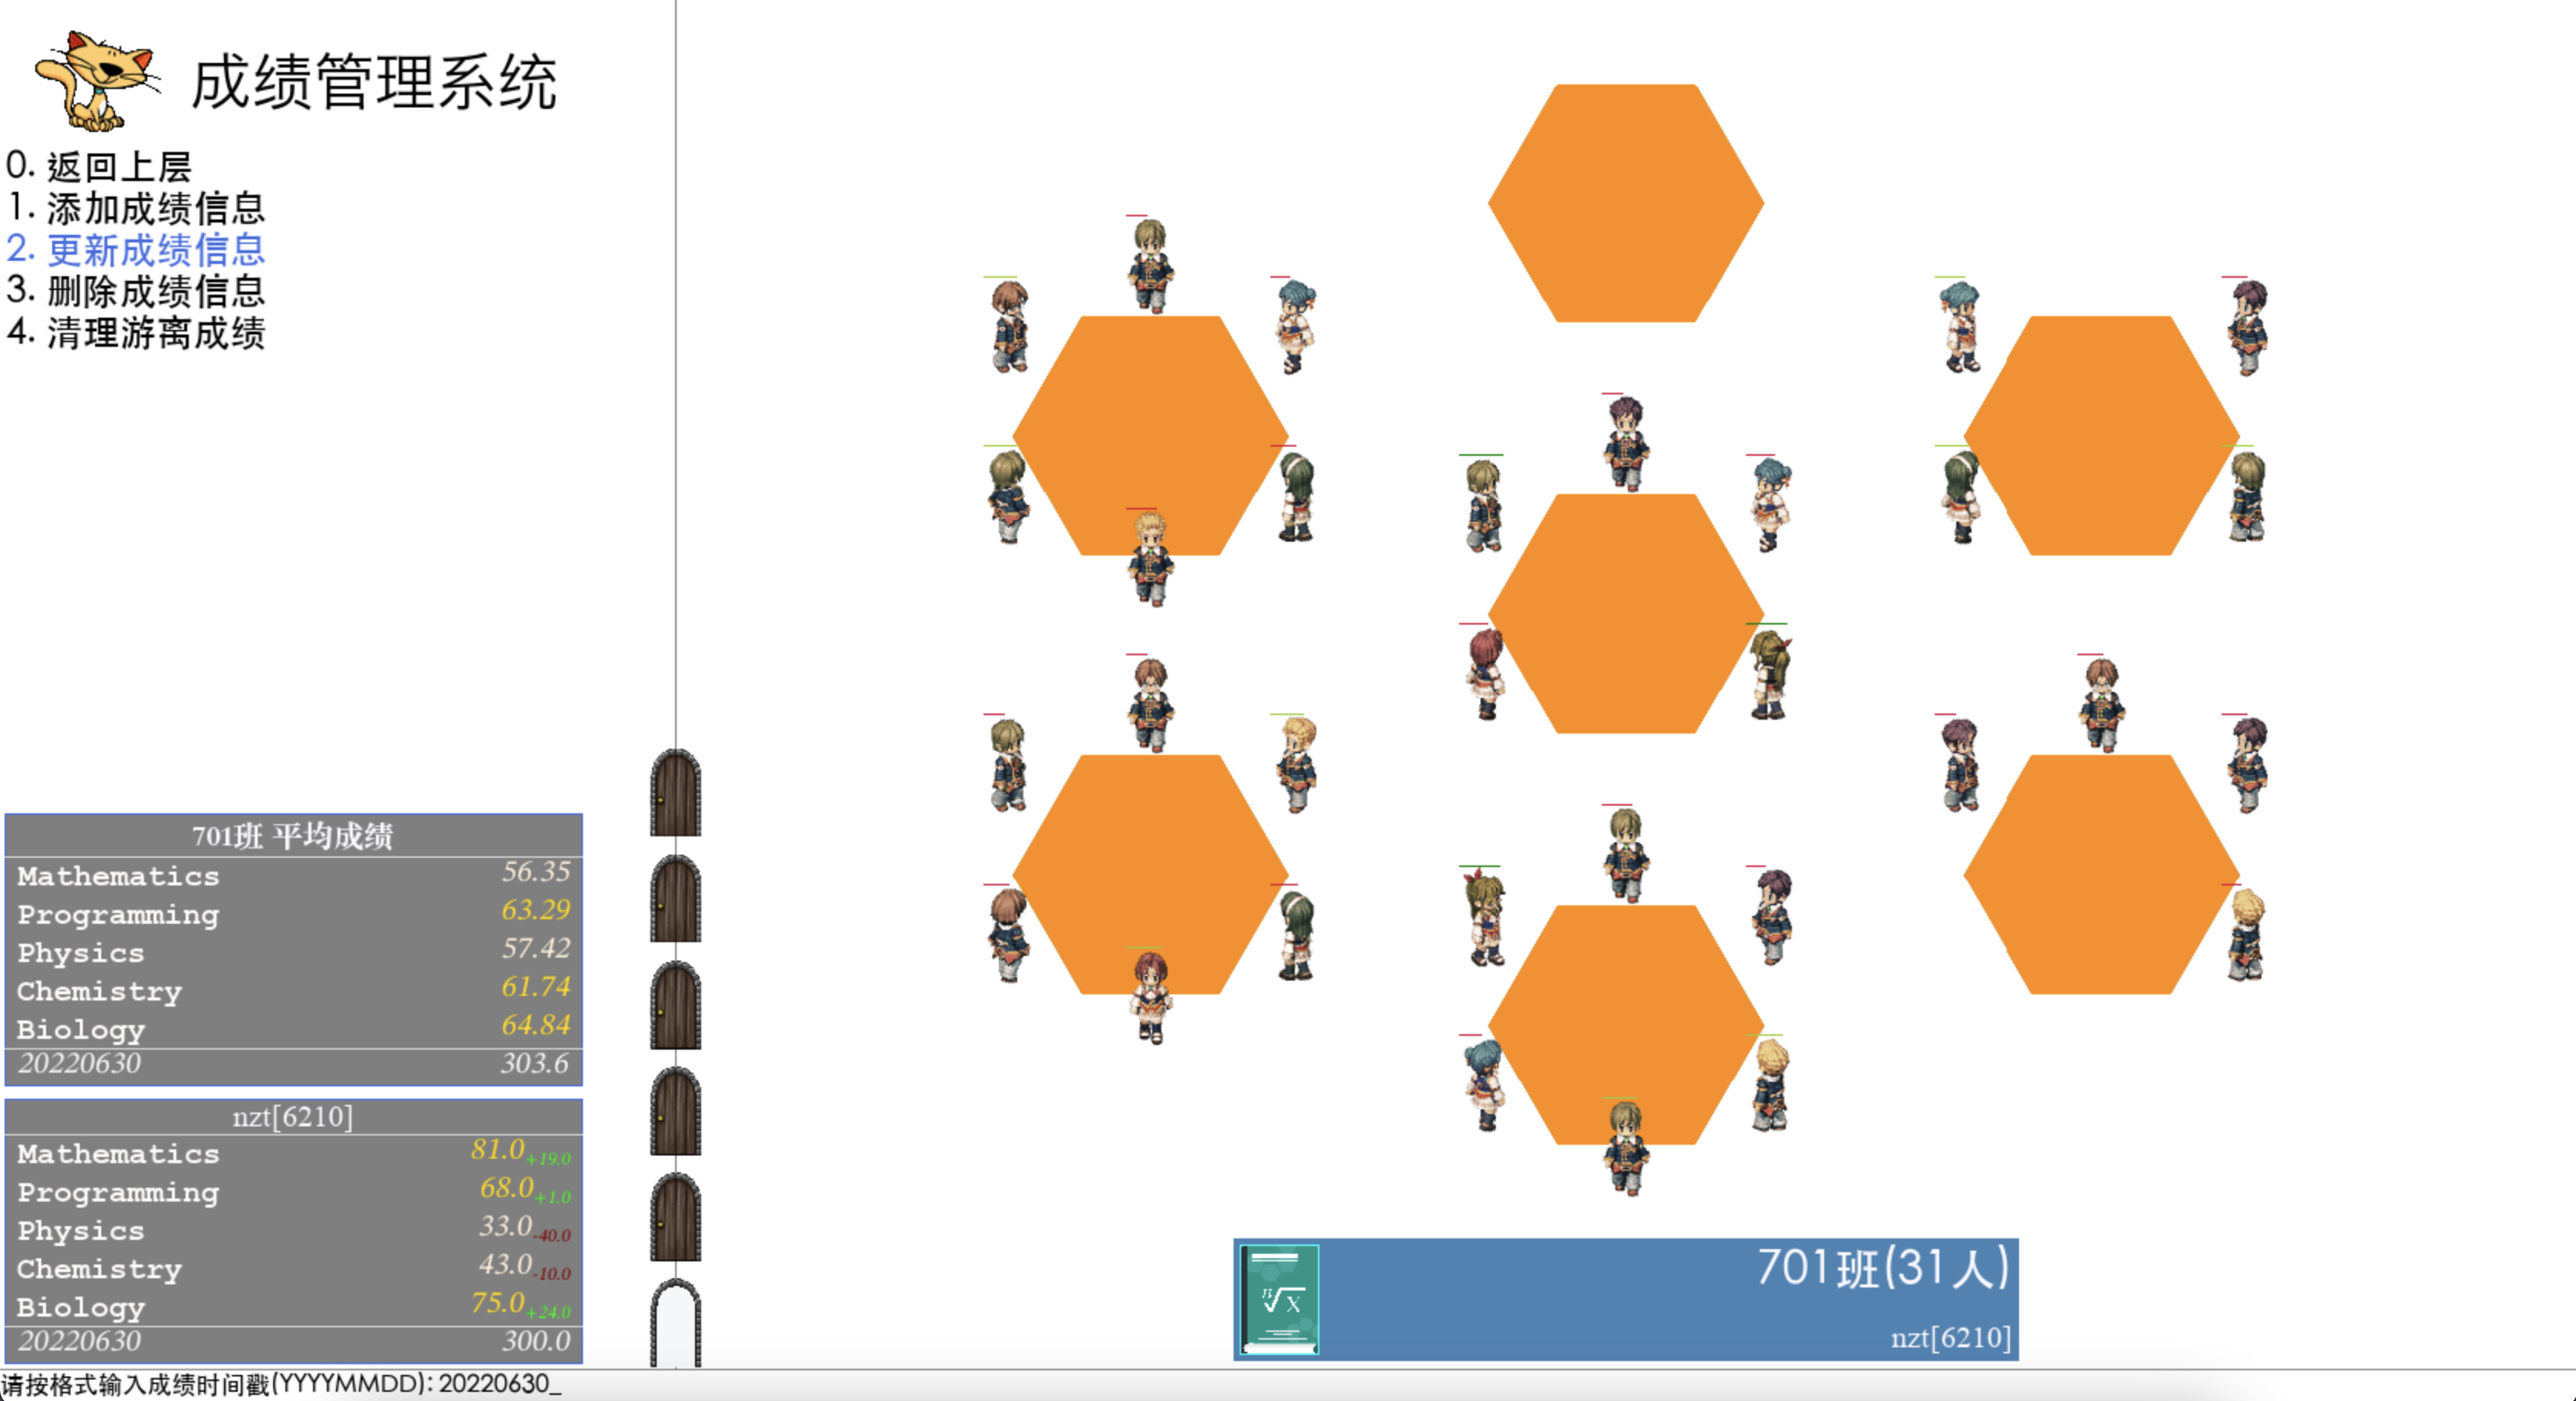 成绩管理系统
0. 返回上层
1. 添加成绩信息
2. 更新成绩信息
3. 删除成绩信息
4. 清理游离成绩
701班 平均成绩
Mathematics 56.35
Programming 63.29
Physics 57.42
Chemistry 61.74
Biology 64.84
20220630 303.6
nzt[6210]
Mathematics 81.0 +19.0
Programming 68.0 +1.0
Physics 33.0 -40.0
Chemistry 43.0 -10.0
Biology 75.0 +24.0
20220630 300.0
n√x
701班(31人)
nzt[6210]
请按格式输入成绩时间戳(YYYYMMDD): 20220630_